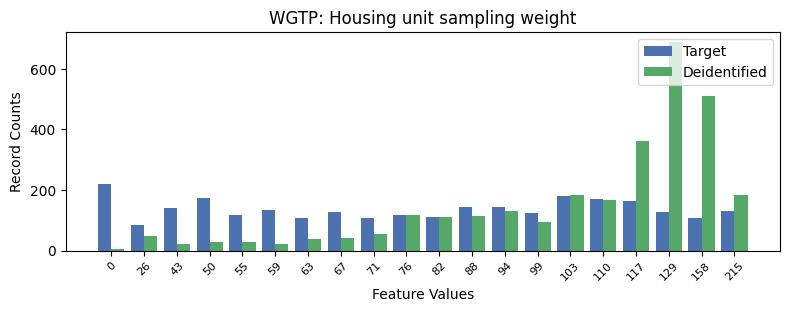 WGTP: Housing unit sampling weight
Target
Deidentified
Record Counts
600
400
200
0
0 26 43 50 55 59 63 67 71 76 82 88 94 99 103 110 117 129 158 215
Feature Values